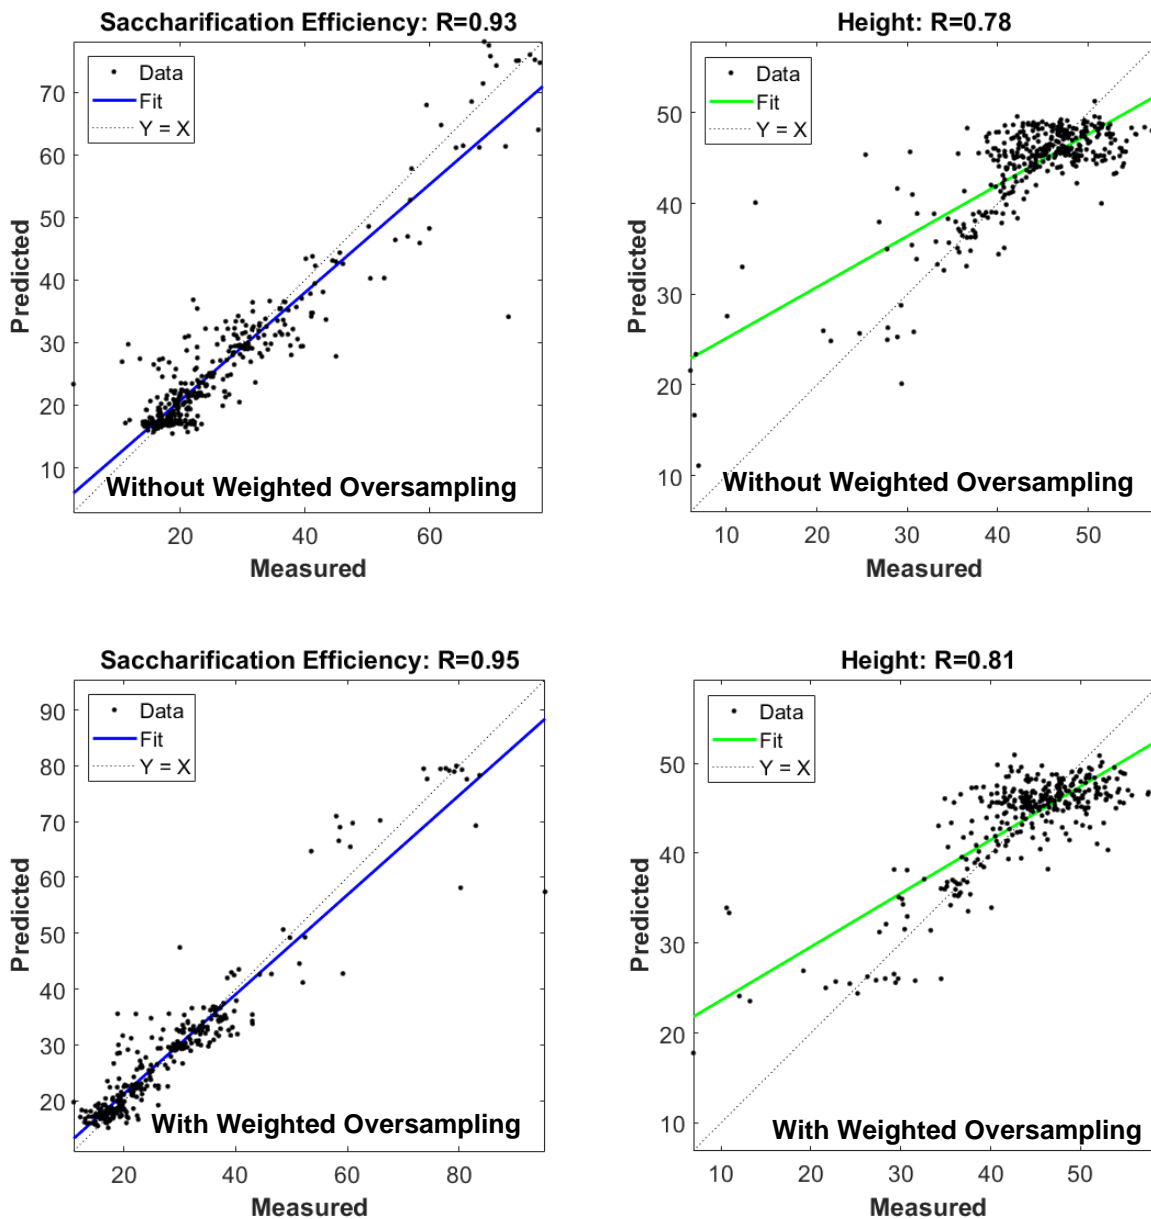 Saccharification Efficiency: R=0.93
Data
Fit
Y = X
70
60
50
40
30
20
10
Predicted
Without Weighted Oversampling
20
40
60
Measured
Height: R=0.78
Data
Fit
Y = X
50
40
30
20
10
Predicted
Without Weighted Oversampling
10
20
30
40
50
Measured
Saccharification Efficiency: R=0.95
Data
Fit
Y = X
90
80
70
60
50
40
30
20
Predicted
With Weighted Oversampling
20
40
60
80
Measured
Height: R=0.81
Data
Fit
Y = X
50
40
30
20
10
Predicted
With Weighted Oversampling
10
20
30
40
50
Measured